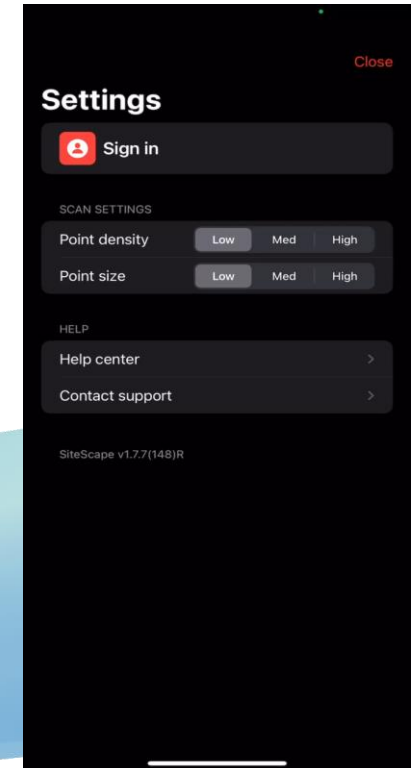 Close
Settings
Sign in
SCAN SETTINGS
Point density Low Med High
Point size Low Med High
HELP
Help center
Contact support
SiteScape v1.7.7(148)R